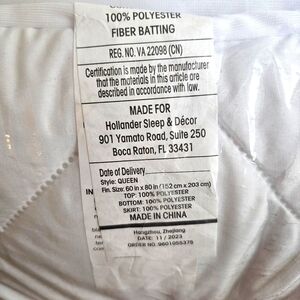 100% POLYESTER
FIBER BATTING
REG. NO. VA 22098 (CN)
Certification is made by the manufacturer
that the materials in this article are
described in accordance with law.
MADE FOR
Hollander Sleep & Décor
901 Yamato Road, Suite 250
Boca Raton, FL 33431
Date of Delivery
Style: QUEEN
Fin. Size: 60 in x 80 in (152 cm x 203 cm)
TOP: 100% POLYESTER
BOTTOM: 100% POLYESTER
SKIRT: 100% POLYESTER
MADE IN CHINA
Hangzhou, Zhejiang
DATE: 11 / 2023
ORDER NO. 9601055375